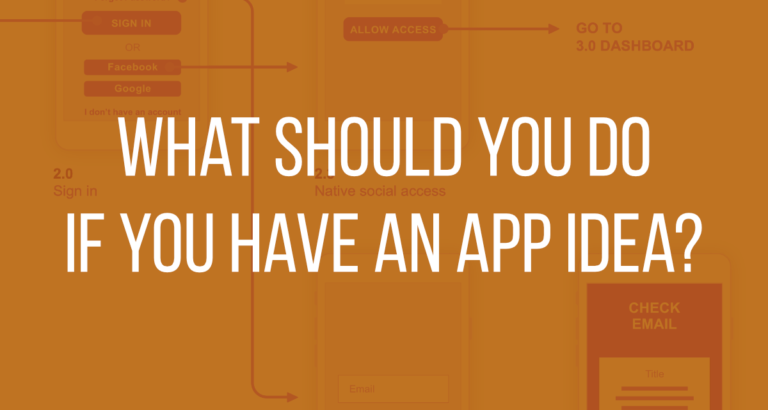 SIGN IN
OR
Facebook
Google
I don't have an account
ALLOW ACCESS
GO TO
3.0 DASHBOARD
WHAT SHOULD YOU DO
2.0
Sign in
Native social access
IF YOU HAVE AN APP IDEA?
CHECK
EMAIL
Title
Email